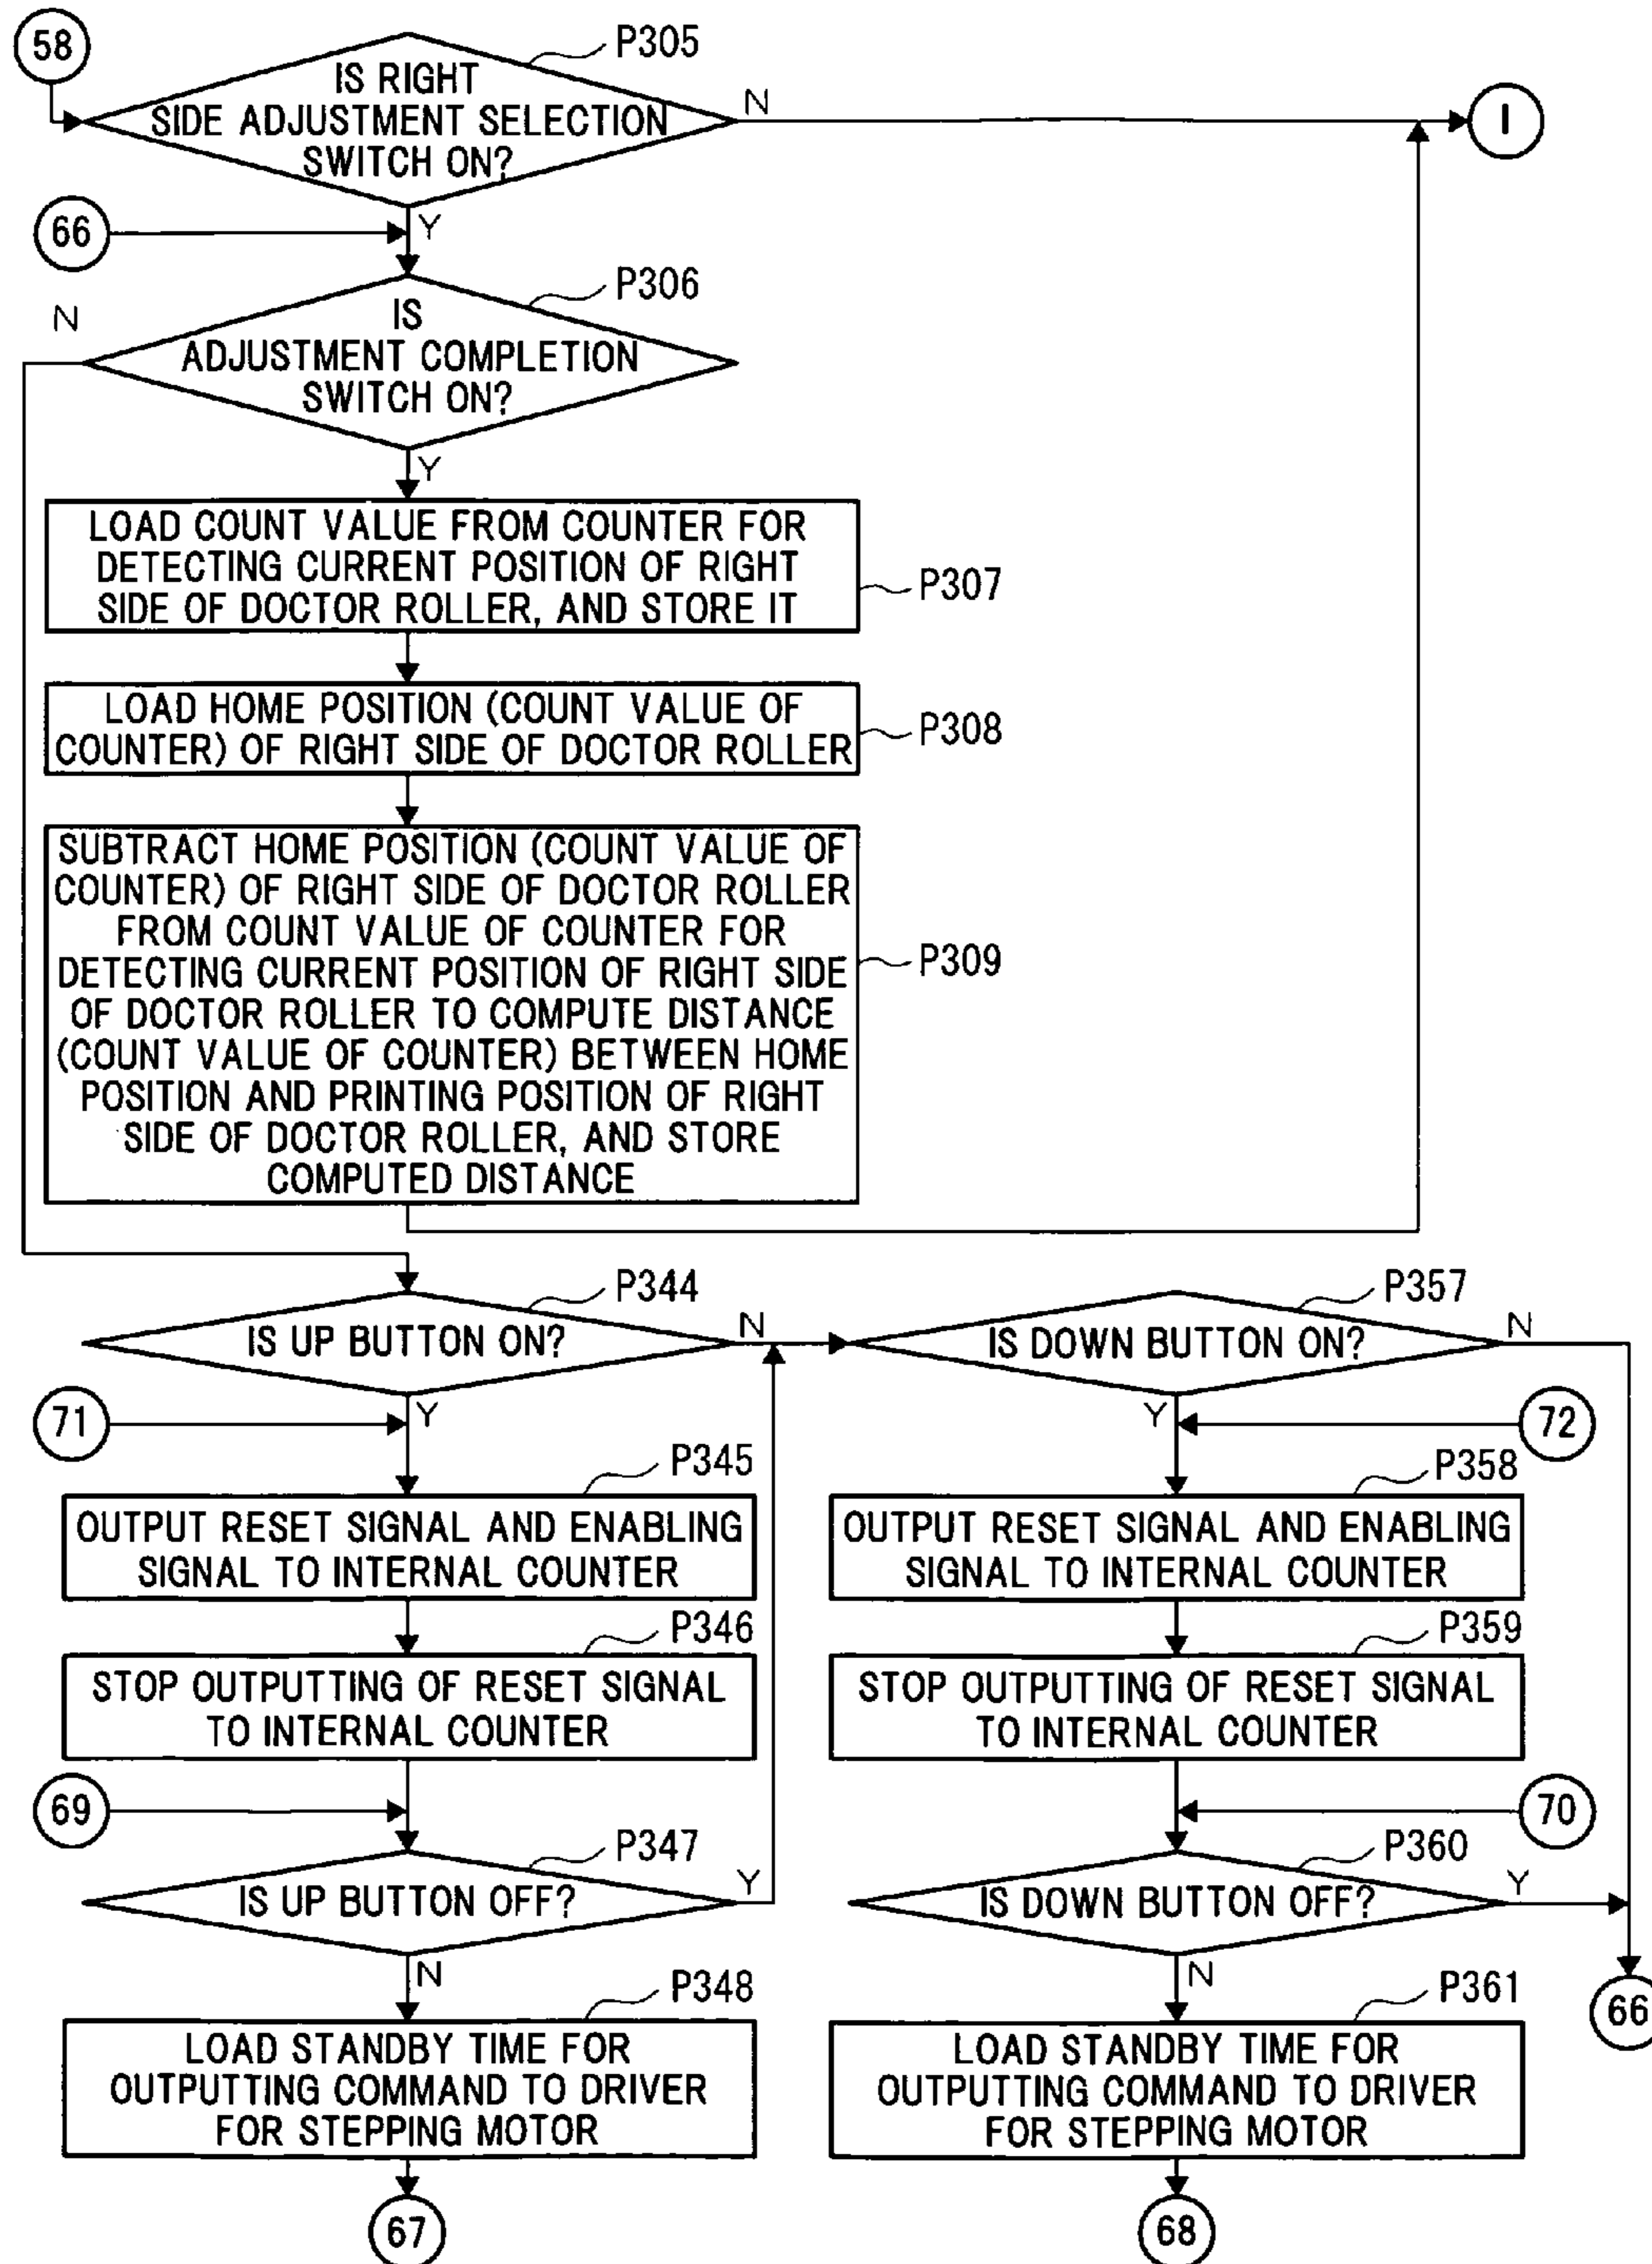 58
P305
IS RIGHT
SIDE ADJUSTMENT SELECTION
SWITCH ON?
N
I
Y
66
P306
N
IS
ADJUSTMENT COMPLETION
SWITCH ON?
Y
LOAD COUNT VALUE FROM COUNTER FOR
DETECTING CURRENT POSITION OF RIGHT
SIDE OF DOCTOR ROLLER, AND STORE IT
P307
LOAD HOME POSITION (COUNT VALUE OF
COUNTER) OF RIGHT SIDE OF DOCTOR ROLLER
P308
SUBTRACT HOME POSITION (COUNT VALUE OF
COUNTER) OF RIGHT SIDE OF DOCTOR ROLLER
FROM COUNT VALUE OF COUNTER FOR
DETECTING CURRENT POSITION OF RIGHT SIDE
OF DOCTOR ROLLER TO COMPUTE DISTANCE
(COUNT VALUE OF COUNTER) BETWEEN HOME
POSITION AND PRINTING POSITION OF RIGHT
SIDE OF DOCTOR ROLLER, AND STORE
COMPUTED DISTANCE
P309
P344
IS UP BUTTON ON?
N
Y
71
P345
OUTPUT RESET SIGNAL AND ENABLING
SIGNAL TO INTERNAL COUNTER
P346
STOP OUTPUTTING OF RESET SIGNAL
TO INTERNAL COUNTER
69
P347
IS UP BUTTON OFF?
Y
N
P348
LOAD STANDBY TIME FOR
OUTPUTTING COMMAND TO DRIVER
FOR STEPPING MOTOR
67
P357
IS DOWN BUTTON ON?
N
Y
72
P358
OUTPUT RESET SIGNAL AND ENABLING
SIGNAL TO INTERNAL COUNTER
P359
STOP OUTPUTTING OF RESET SIGNAL
TO INTERNAL COUNTER
70
P360
IS DOWN BUTTON OFF?
Y
N
66
P361
LOAD STANDBY TIME FOR
OUTPUTTING COMMAND TO DRIVER
FOR STEPPING MOTOR
68